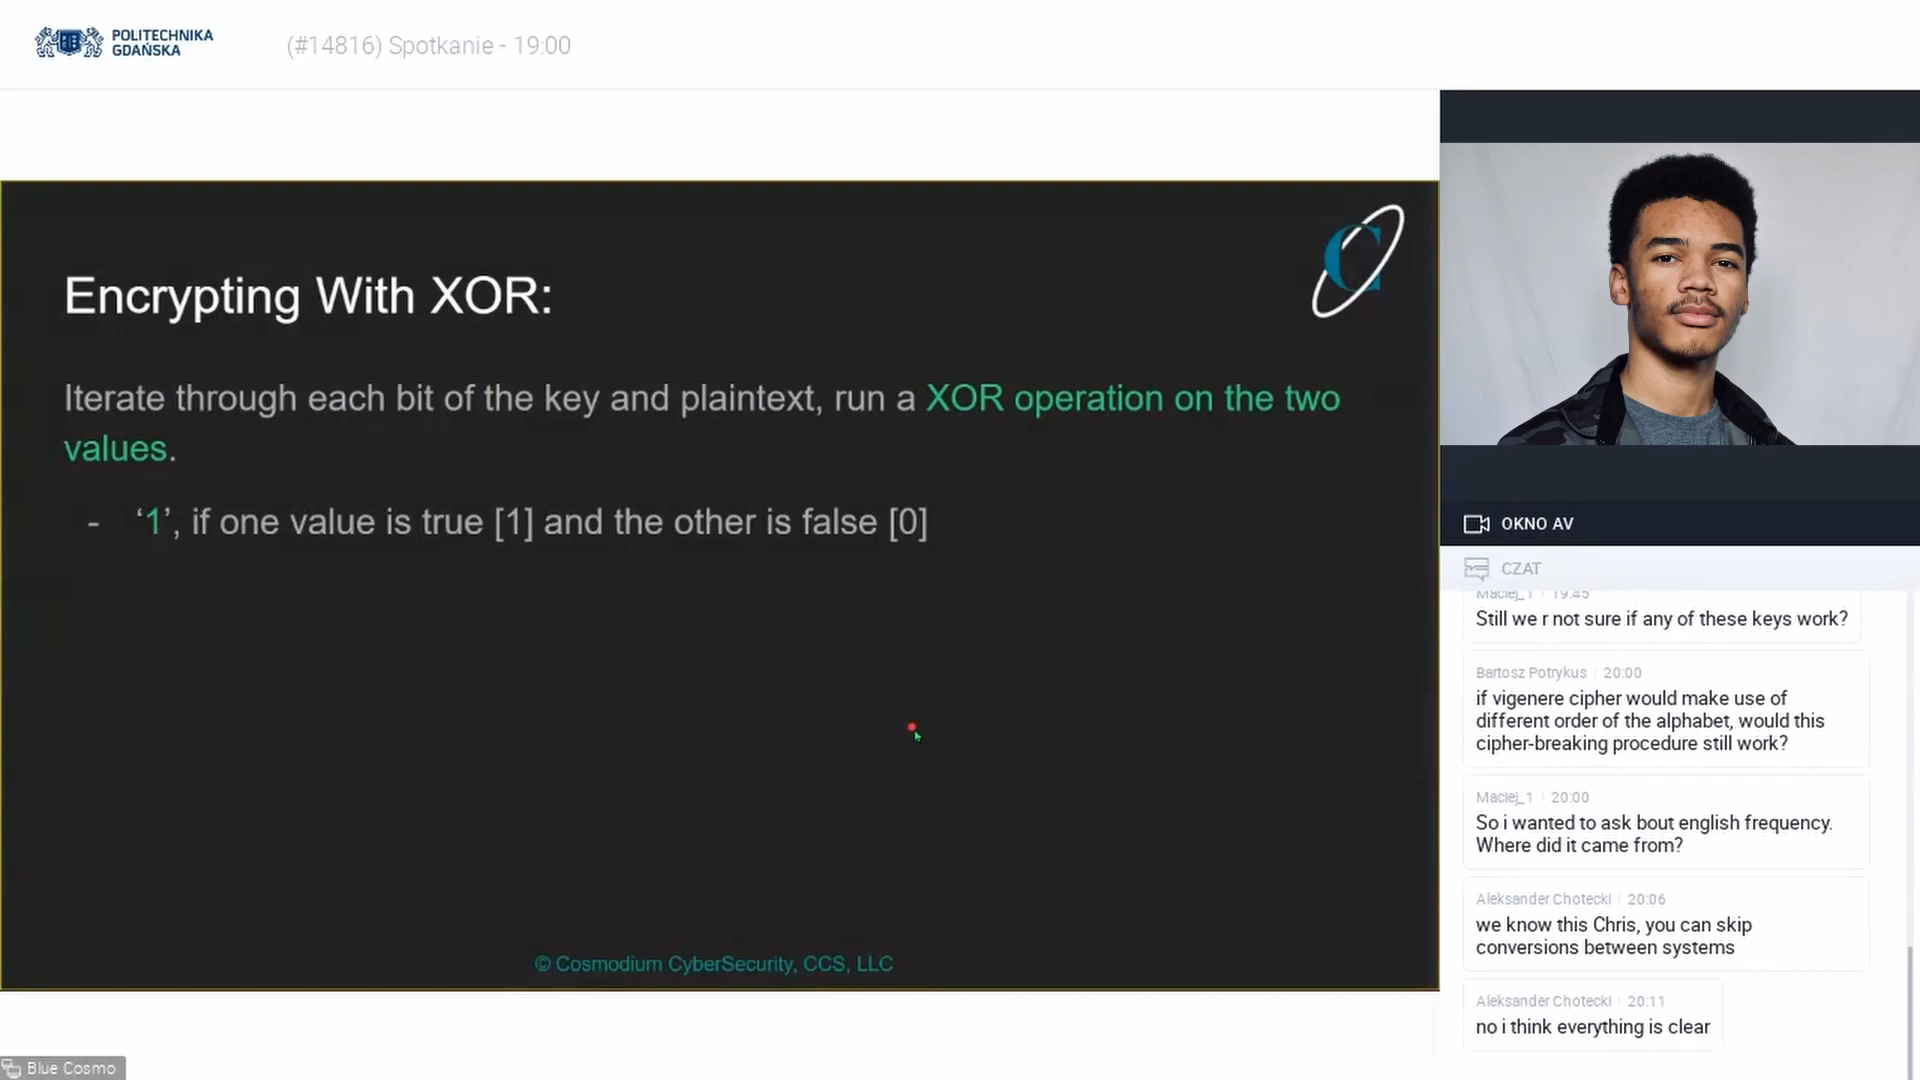 POLITECHNIKA
GDAŃSKA
(#14816) Spotkanie - 19:00
Encrypting With XOR:
Iterate through each bit of the key and plaintext, run a XOR operation on the two
values.
- ‘1’, if one value is true [1] and the other is false [0]
© Cosmodium CyberSecurity, CCS, LLC
Blue Cosmo
OKNO AV
CZAT
Maciej_1 19:45
Still we r not sure if any of these keys work?
Bartosz Potrykus 20:00
if vigenere cipher would make use of
different order of the alphabet, would this
cipher-breaking procedure still work?
Maciej_1 20:00
So i wanted to ask bout english frequency.
Where did it came from?
Aleksander Chotecki 20:06
we know this Chris, you can skip
conversions between systems
Aleksander Chotecki 20:11
no i think everything is clear